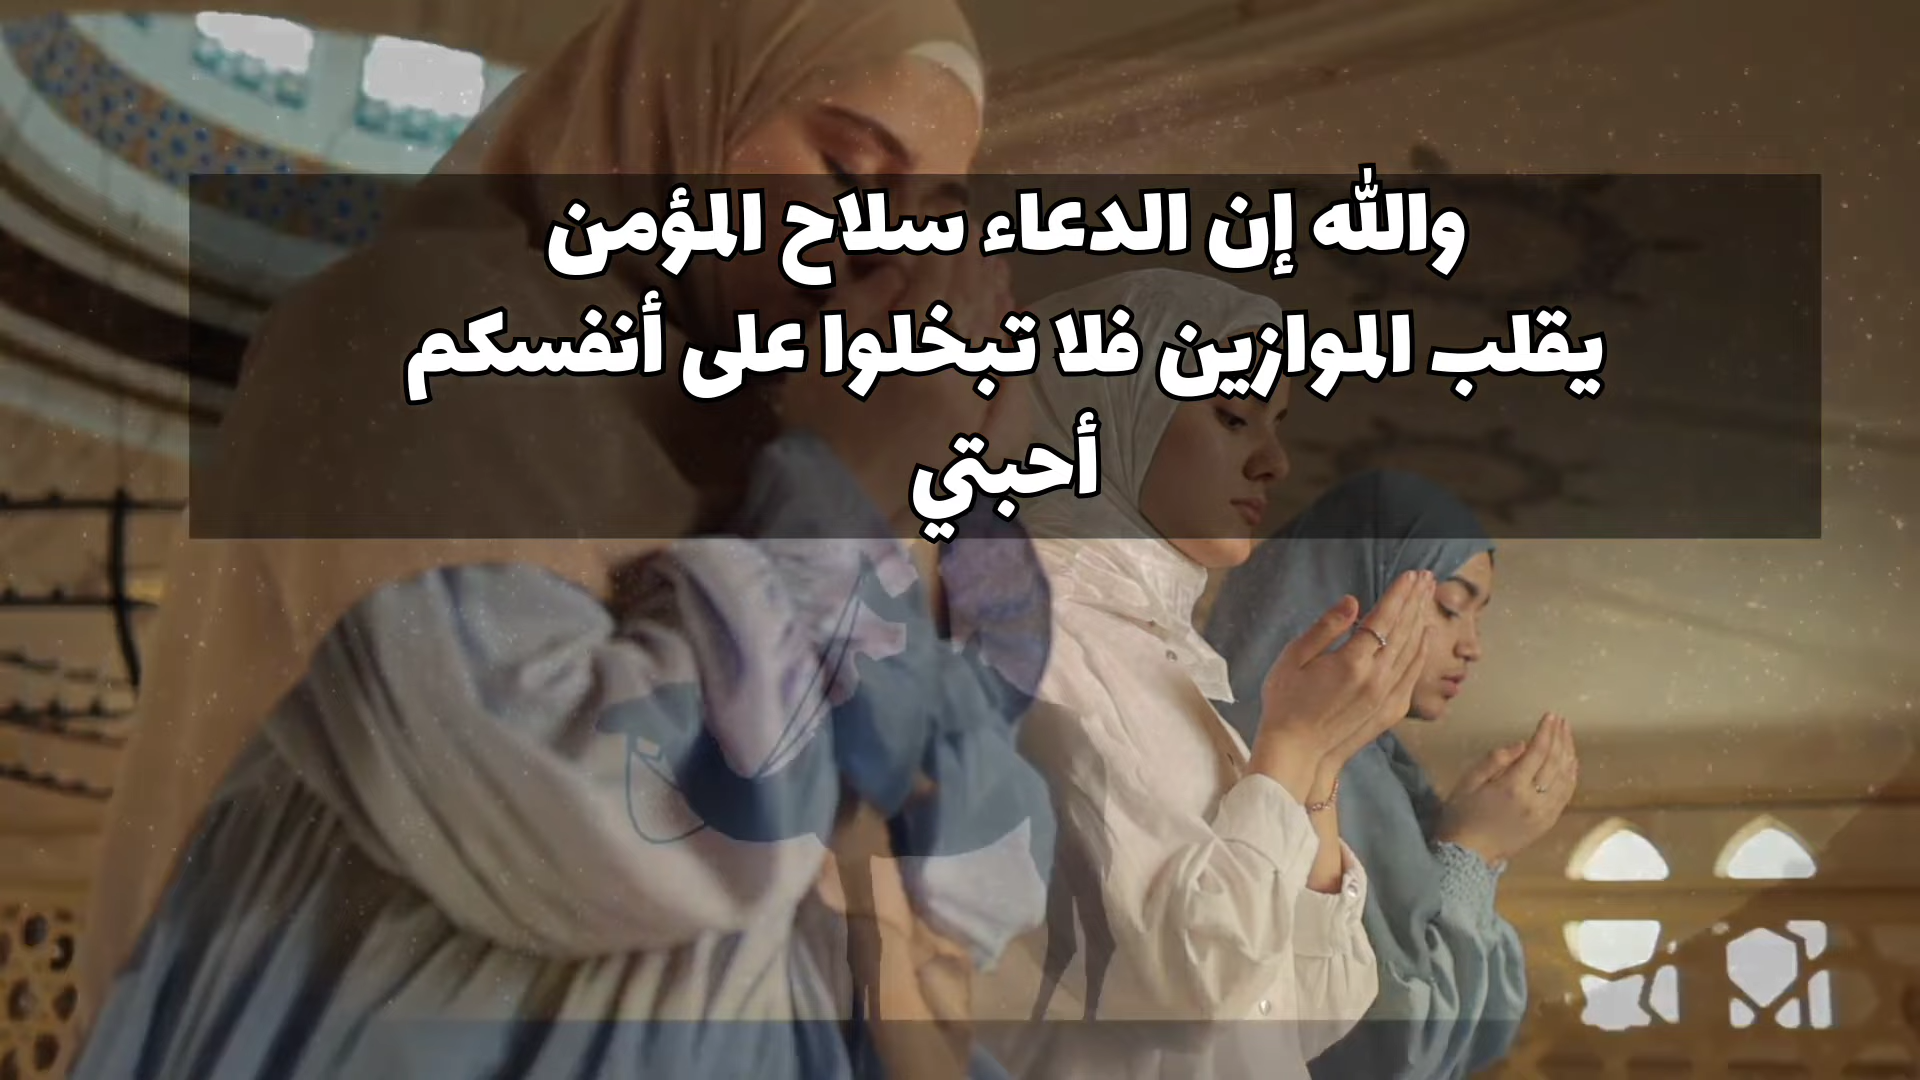 والله إن الدعاء سلاح المؤمن
يقلب الموازين فلا تبخلوا على أنفسكم
أحبتي